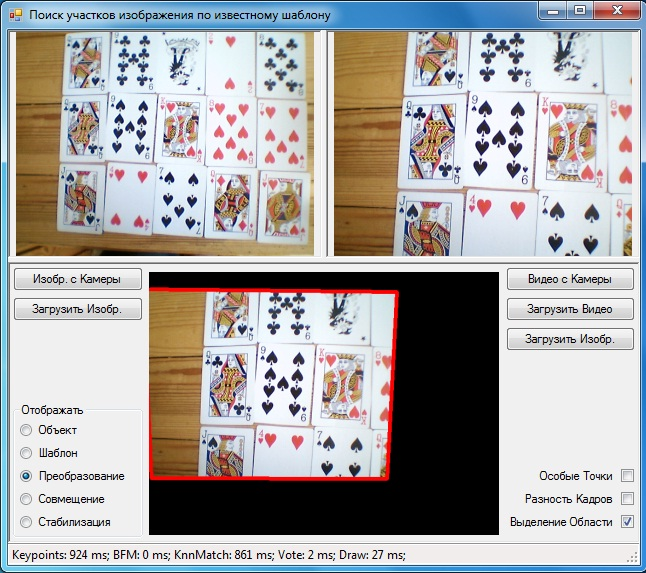 Поиск участков изображения по известному шаблону
Изобр. с Камеры
Загрузить Изобр.
Видео с Камеры
Загрузить Видео
Загрузить Изобр.
Отображать
Объект
Шаблон
Преобразование
Совмещение
Стабилизация
Особые Точки
Разность Кадров
Выделение Области
Keypoints: 924 ms; BFM: 0 ms; KnnMatch: 861 ms; Vote: 2 ms; Draw: 27 ms;